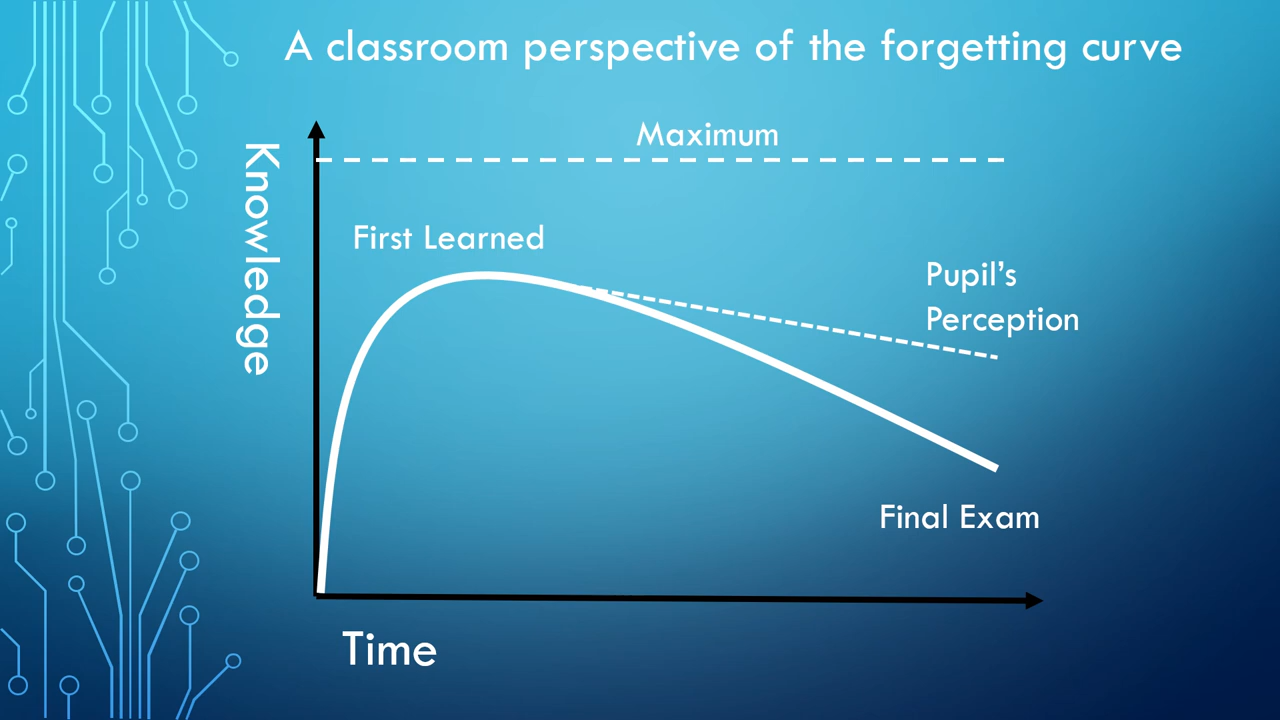 A classroom perspective of the forgetting curve
Maximum
Knowledge
First Learned
Pupil's
Perception
Final Exam
Time